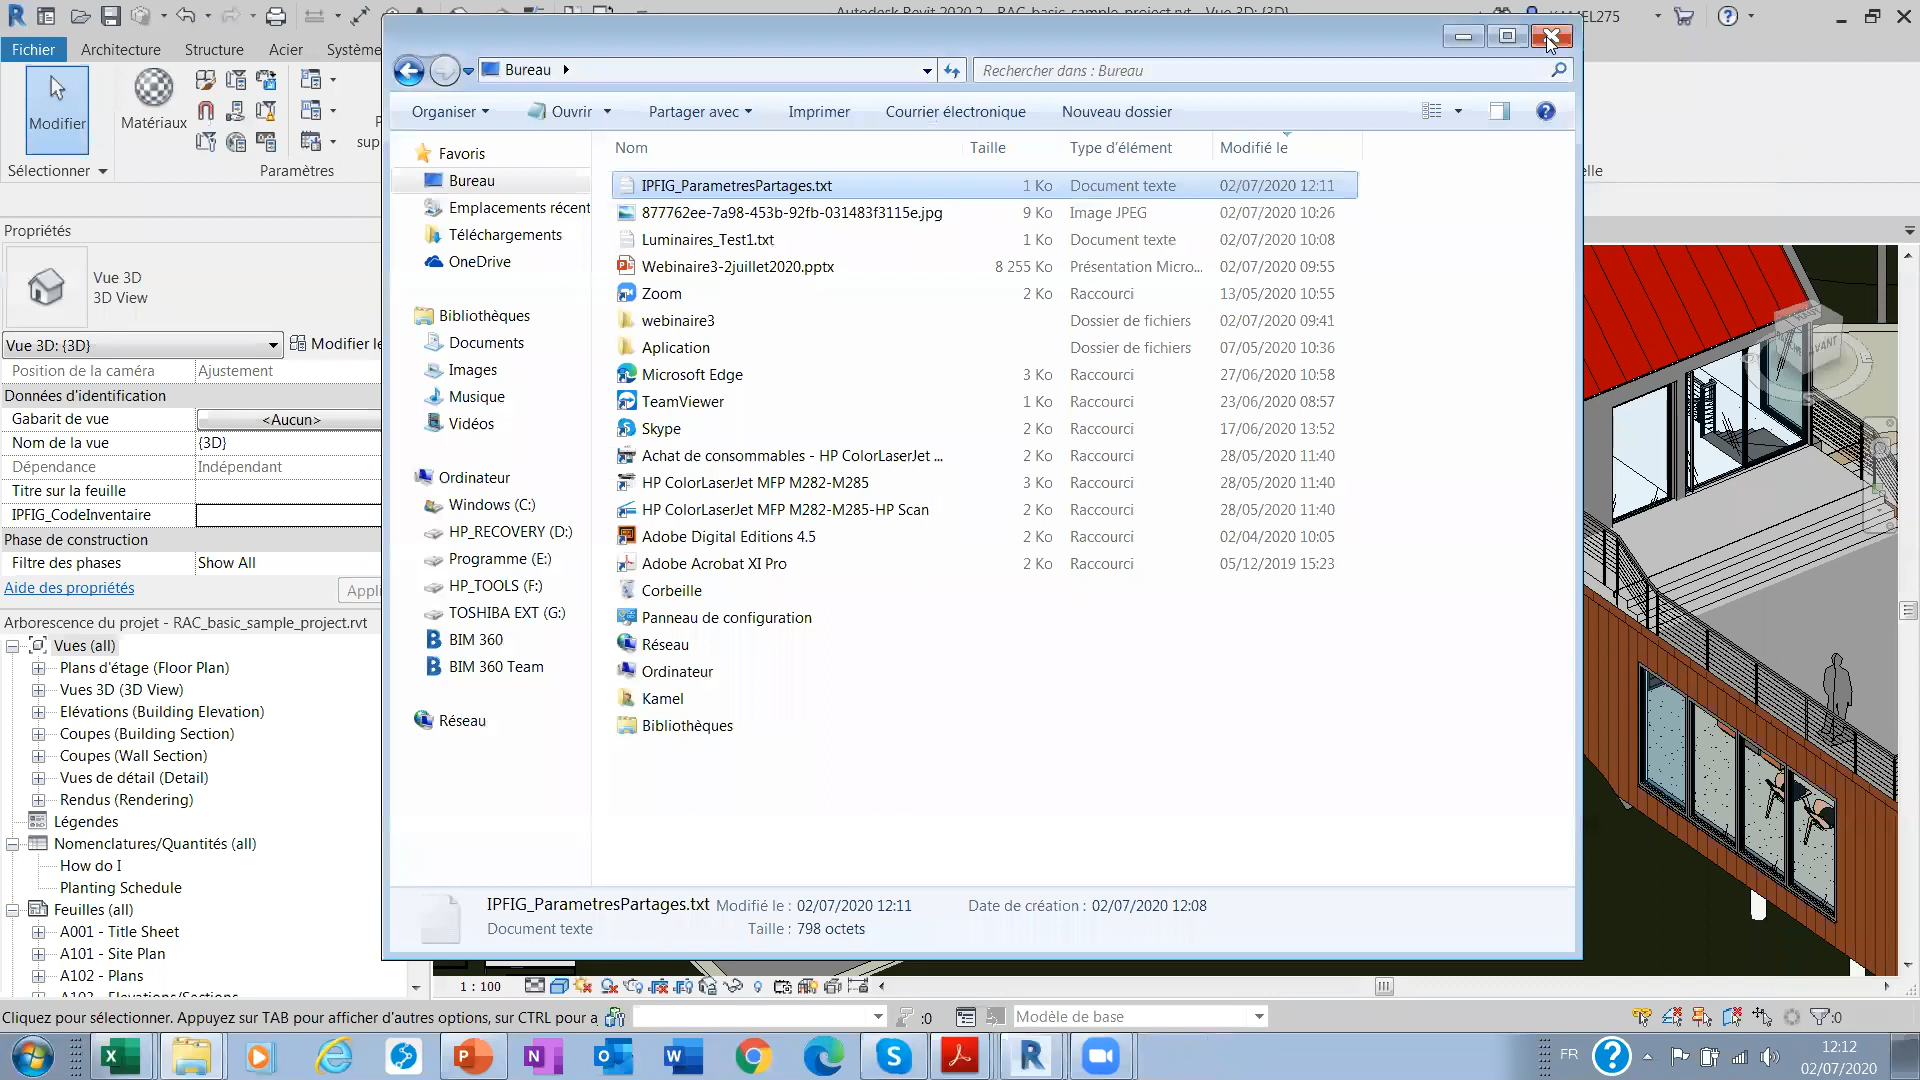 KAMEL275
Fichier
Architecture
Structure
Acier
Système
Modifier
Matériaux
Sélectionner
Paramètres
Propriétés
Vue 3D
3D View
Vue 3D: {3D}
Modifier le
Position de la caméra Ajustement
Données d'identification
Gabarit de vue <Aucun>
Nom de la vue {3D}
Dépendance Indépendant
Titre sur la feuille
IPFIG_CodeInventaire
Phase de construction
Filtre des phases Show All
Aide des propriétés
Appli
Arborescence du projet - RAC_basic_sample_project.rvt
Vues (all)
Plans d'étage (Floor Plan)
Vues 3D (3D View)
Elévations (Building Elevation)
Coupes (Building Section)
Coupes (Wall Section)
Vues de détail (Detail)
Rendus (Rendering)
Légendes
Nomenclatures/Quantités (all)
How do I
Planting Schedule
Feuilles (all)
A001 - Title Sheet
A101 - Site Plan
A102 - Plans
Bureau
Rechercher dans : Bureau
Organiser
Ouvrir
Partager avec
Imprimer
Courrier électronique
Nouveau dossier
Favoris
Bureau
Emplacements récent
Téléchargements
OneDrive
Bibliothèques
Documents
Images
Musique
Vidéos
Ordinateur
Windows (C:)
HP_RECOVERY (D:)
Programme (E:)
HP_TOOLS (F:)
TOSHIBA EXT (G:)
BIM 360
BIM 360 Team
Réseau
Nom Taille Type d'élément Modifié le
IPFIG_ParametresPartages.txt 1 Ko Document texte 02/07/2020 12:11
877762ee-7a98-453b-92fb-031483f3115e.jpg 9 Ko Image JPEG 02/07/2020 10:26
Luminaires_Test1.txt 1 Ko Document texte 02/07/2020 10:08
Webinaire3-2juillet2020.pptx 8 255 Ko Présentation Micro... 02/07/2020 09:55
Zoom 2 Ko Raccourci 13/05/2020 10:55
webinaire3 Dossier de fichiers 02/07/2020 09:41
Aplication Dossier de fichiers 07/05/2020 10:36
Microsoft Edge 3 Ko Raccourci 27/06/2020 10:58
TeamViewer 1 Ko Raccourci 23/06/2020 08:57
Skype 2 Ko Raccourci 17/06/2020 13:52
Achat de consommables - HP ColorLaserJet ... 2 Ko Raccourci 28/05/2020 11:40
HP ColorLaserJet MFP M282-M285 3 Ko Raccourci 28/05/2020 11:40
HP ColorLaserJet MFP M282-M285-HP Scan 2 Ko Raccourci 28/05/2020 11:40
Adobe Digital Editions 4.5 2 Ko Raccourci 02/04/2020 10:05
Adobe Acrobat XI Pro 2 Ko Raccourci 05/12/2019 15:23
Corbeille
Panneau de configuration
Réseau
Ordinateur
Kamel
Bibliothèques
IPFIG_ParametresPartages.txt Modifié le : 02/07/2020 12:11 Date de création : 02/07/2020 12:08
Document texte Taille : 798 octets
AVANT
1 : 100
Cliquez pour sélectionner. Appuyez sur TAB pour afficher d'autres options, sur CTRL pour a
:0
Modèle de base
:0
FR
12:12
02/07/2020